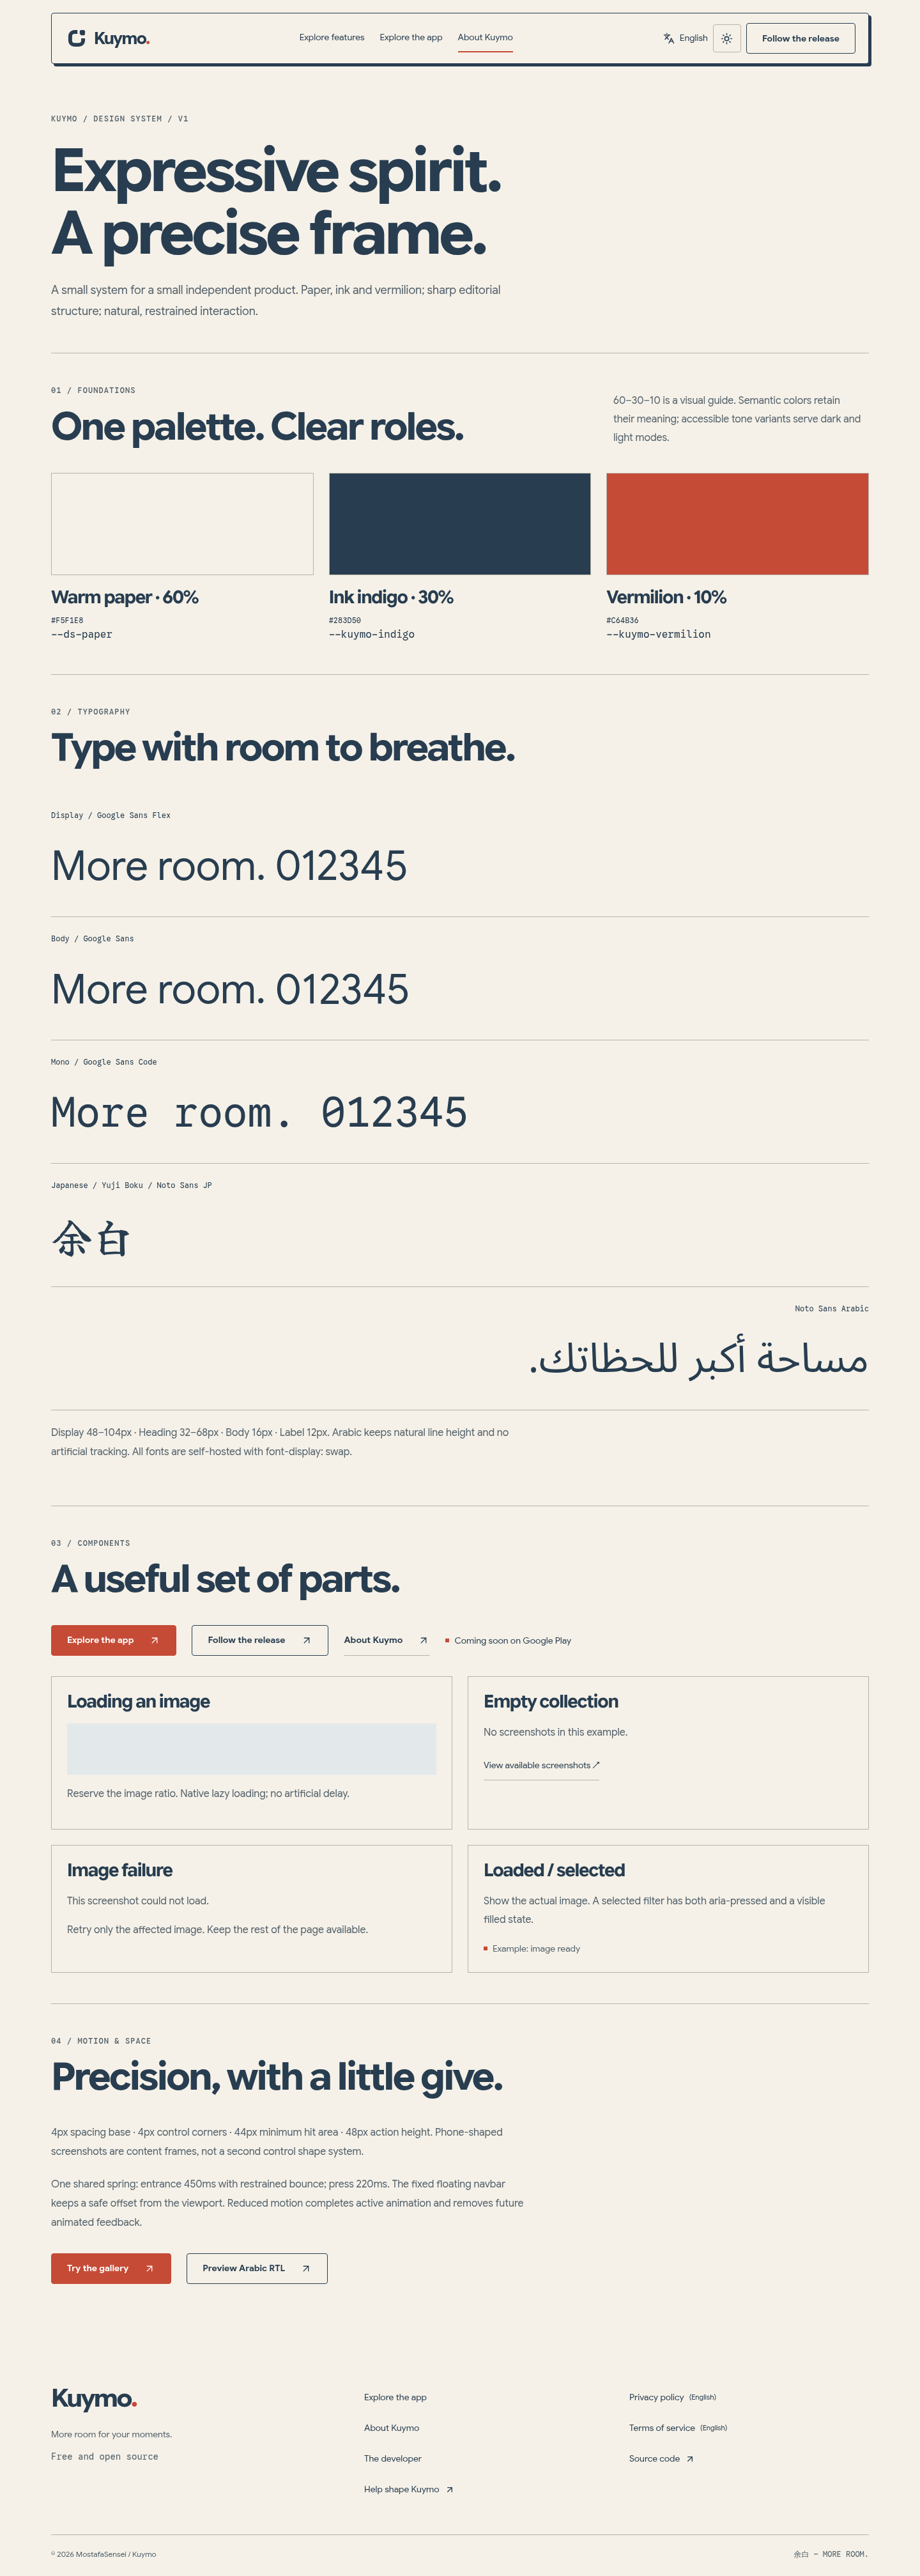 Kuymo.
Explore features
Explore the app
About Kuymo
English
Follow the release
KUYMO / DESIGN SYSTEM / V1
Expressive spirit.
A precise frame.
A small system for a small independent product. Paper, ink and vermilion; sharp editorial
structure; natural, restrained interaction.
01 / FOUNDATIONS
One palette. Clear roles.
60–30–10 is a visual guide. Semantic colors retain
their meaning; accessible tone variants serve dark and
light modes.
Warm paper · 60%
#F5F1E8
--ds-paper
Ink indigo · 30%
#283D50
--kuymo-indigo
Vermilion · 10%
#C64B36
--kuymo-vermilion
02 / TYPOGRAPHY
Type with room to breathe.
Display / Google Sans Flex
More room. 012345
Body / Google Sans
More room. 012345
Mono / Google Sans Code
More room. 012345
Japanese / Yuji Boku / Noto Sans JP
余白
Noto Sans Arabic
مساحة أكبر للحظاتك.
Display 48–104px · Heading 32–68px · Body 16px · Label 12px. Arabic keeps natural line height and no
artificial tracking. All fonts are self-hosted with font-display: swap.
03 / COMPONENTS
A useful set of parts.
Explore the app
Follow the release
About Kuymo
Coming soon on Google Play
Loading an image
Reserve the image ratio. Native lazy loading; no artificial delay.
Empty collection
No screenshots in this example.
View available screenshots ↗
Image failure
This screenshot could not load.
Retry only the affected image. Keep the rest of the page available.
Loaded / selected
Show the actual image. A selected filter has both aria-pressed and a visible
filled state.
Example: image ready
04 / MOTION & SPACE
Precision, with a little give.
4px spacing base · 4px control corners · 44px minimum hit area · 48px action height. Phone-shaped
screenshots are content frames, not a second control shape system.
One shared spring: entrance 450ms with restrained bounce; press 220ms. The fixed floating navbar
keeps a safe offset from the viewport. Reduced motion completes active animation and removes future
animated feedback.
Try the gallery
Preview Arabic RTL
Kuymo.
More room for your moments.
Free and open source
Explore the app
About Kuymo
The developer
Help shape Kuymo
Privacy policy (English)
Terms of service (English)
Source code
© 2026 MostafaSensei / Kuymo
余白 — MORE ROOM.